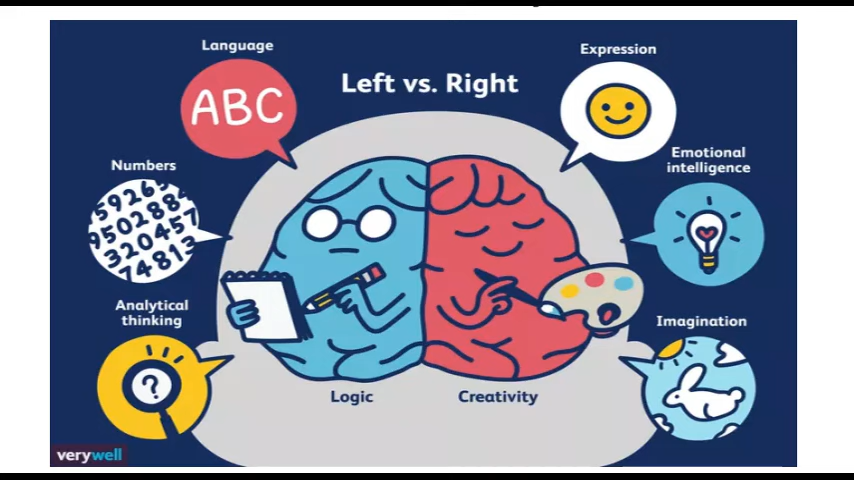 Left vs. Right
Language
ABC
Numbers
Analytical
thinking
?
Expression
Emotional
intelligence
Imagination
Logic
Creativity
verywell